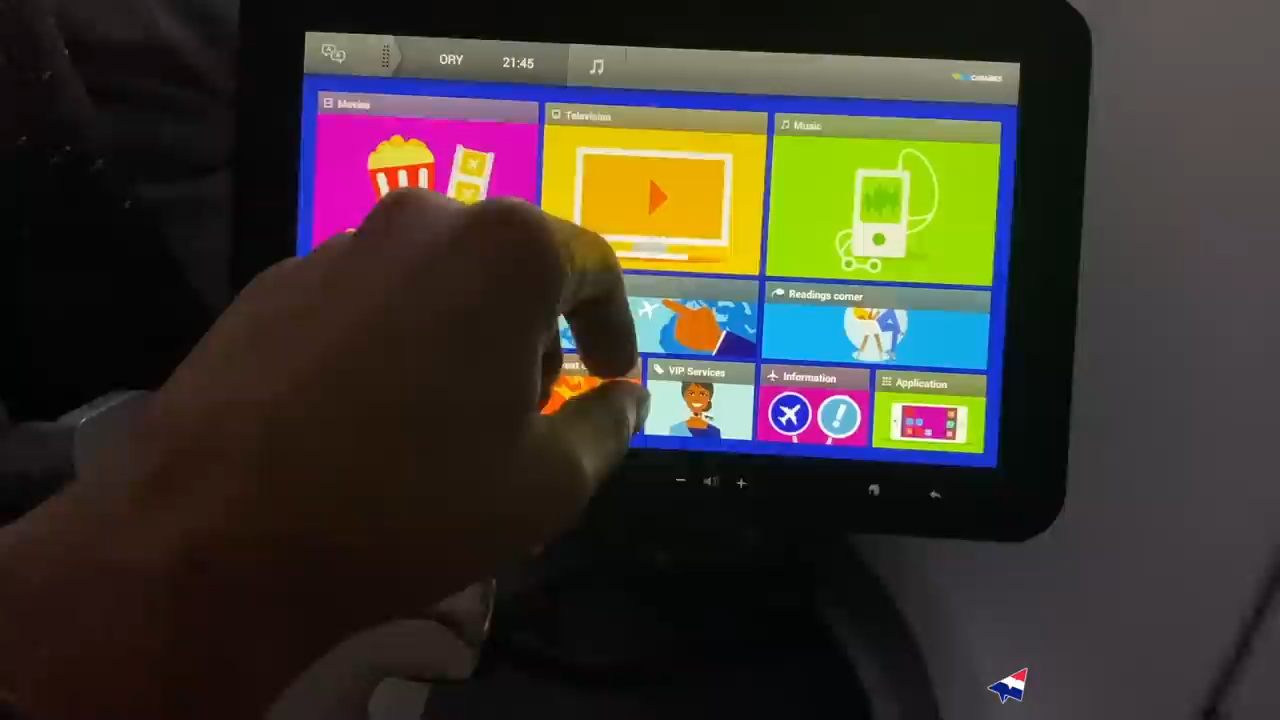 ORY 21:45
Movies
Television
Music
Readings corner
VIP Services
Information
Application